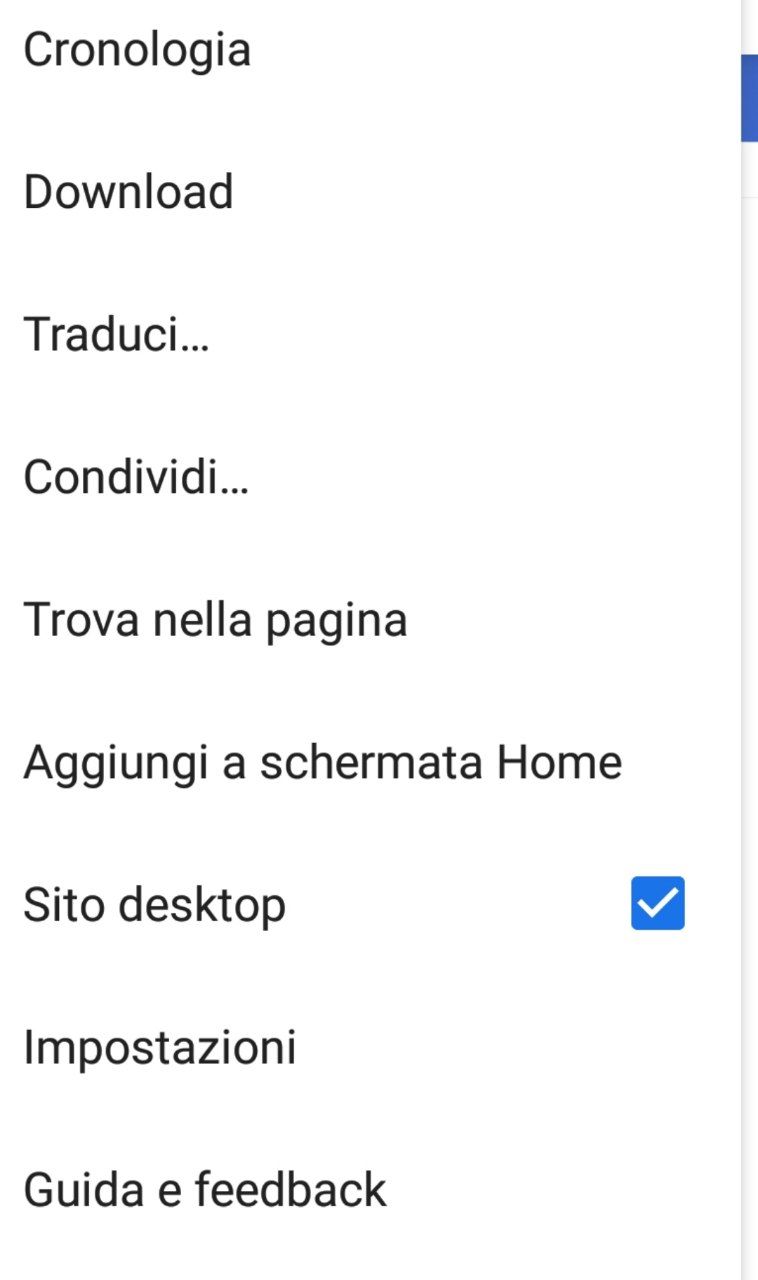 Cronologia
Download
Traduci...
Condividi...
Trova nella pagina
Aggiungi a schermata Home
Sito desktop
Impostazioni
Guida e feedback